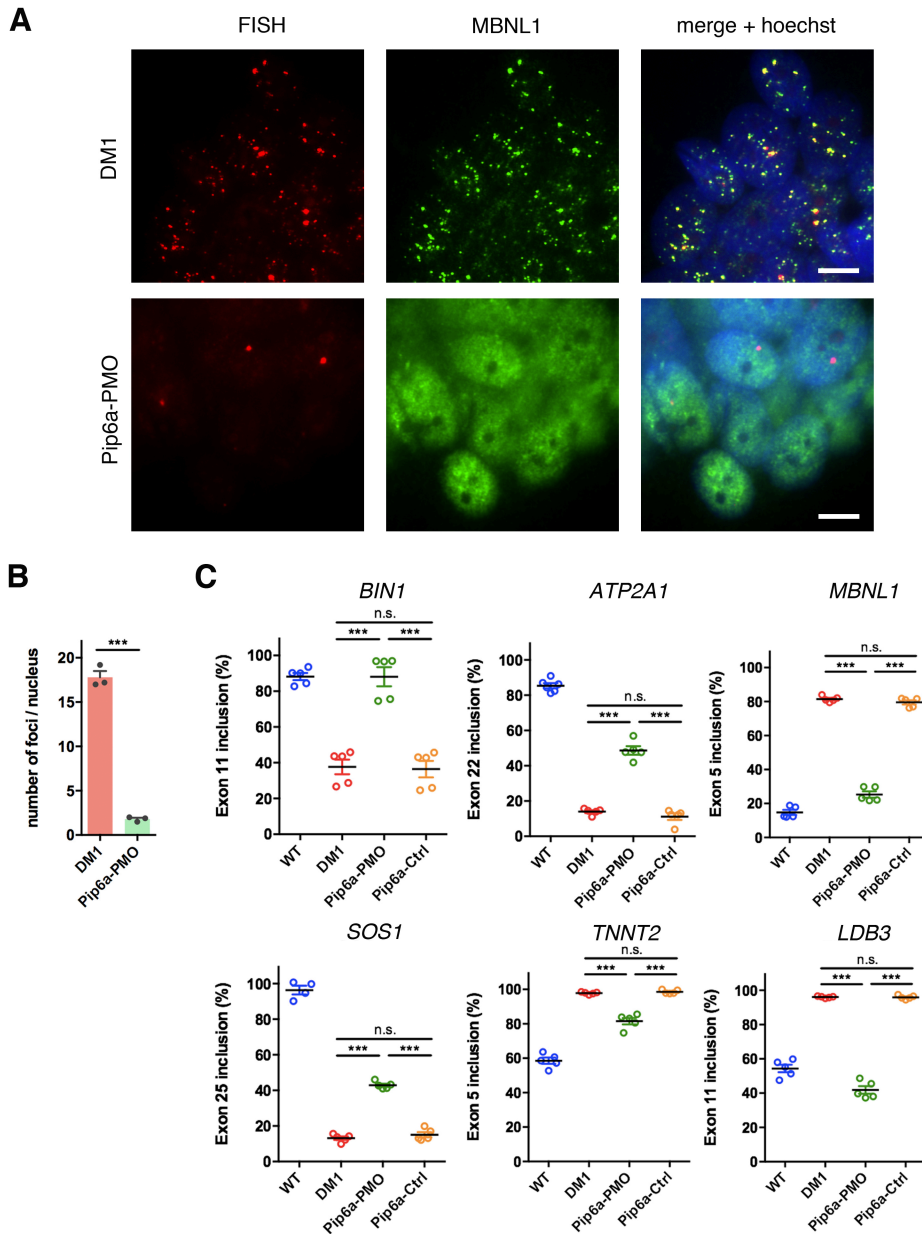 A
FISH
MBNL1
merge + hoechst
DM1
Pip6a-PMO
B
number of foci / nucleus
20
15
10
5
0
***
DM1
Pip6a-PMO
C
BIN1
n.s.
*** ***
Exon 11 inclusion (%)
100
80
60
40
20
0
WT
DM1
Pip6a-PMO
Pip6a-Ctrl
ATP2A1
n.s.
*** ***
Exon 22 inclusion (%)
100
80
60
40
20
0
WT
DM1
Pip6a-PMO
Pip6a-Ctrl
MBNL1
n.s.
*** ***
Exon 5 inclusion (%)
100
80
60
40
20
0
WT
DM1
Pip6a-PMO
Pip6a-Ctrl
SOS1
n.s.
*** ***
Exon 25 inclusion (%)
100
80
60
40
20
0
WT
DM1
Pip6a-PMO
Pip6a-Ctrl
TNNT2
n.s.
*** ***
Exon 5 inclusion (%)
100
80
60
40
20
0
WT
DM1
Pip6a-PMO
Pip6a-Ctrl
LDB3
n.s.
*** ***
Exon 11 inclusion (%)
100
80
60
40
20
0
WT
DM1
Pip6a-PMO
Pip6a-Ctrl